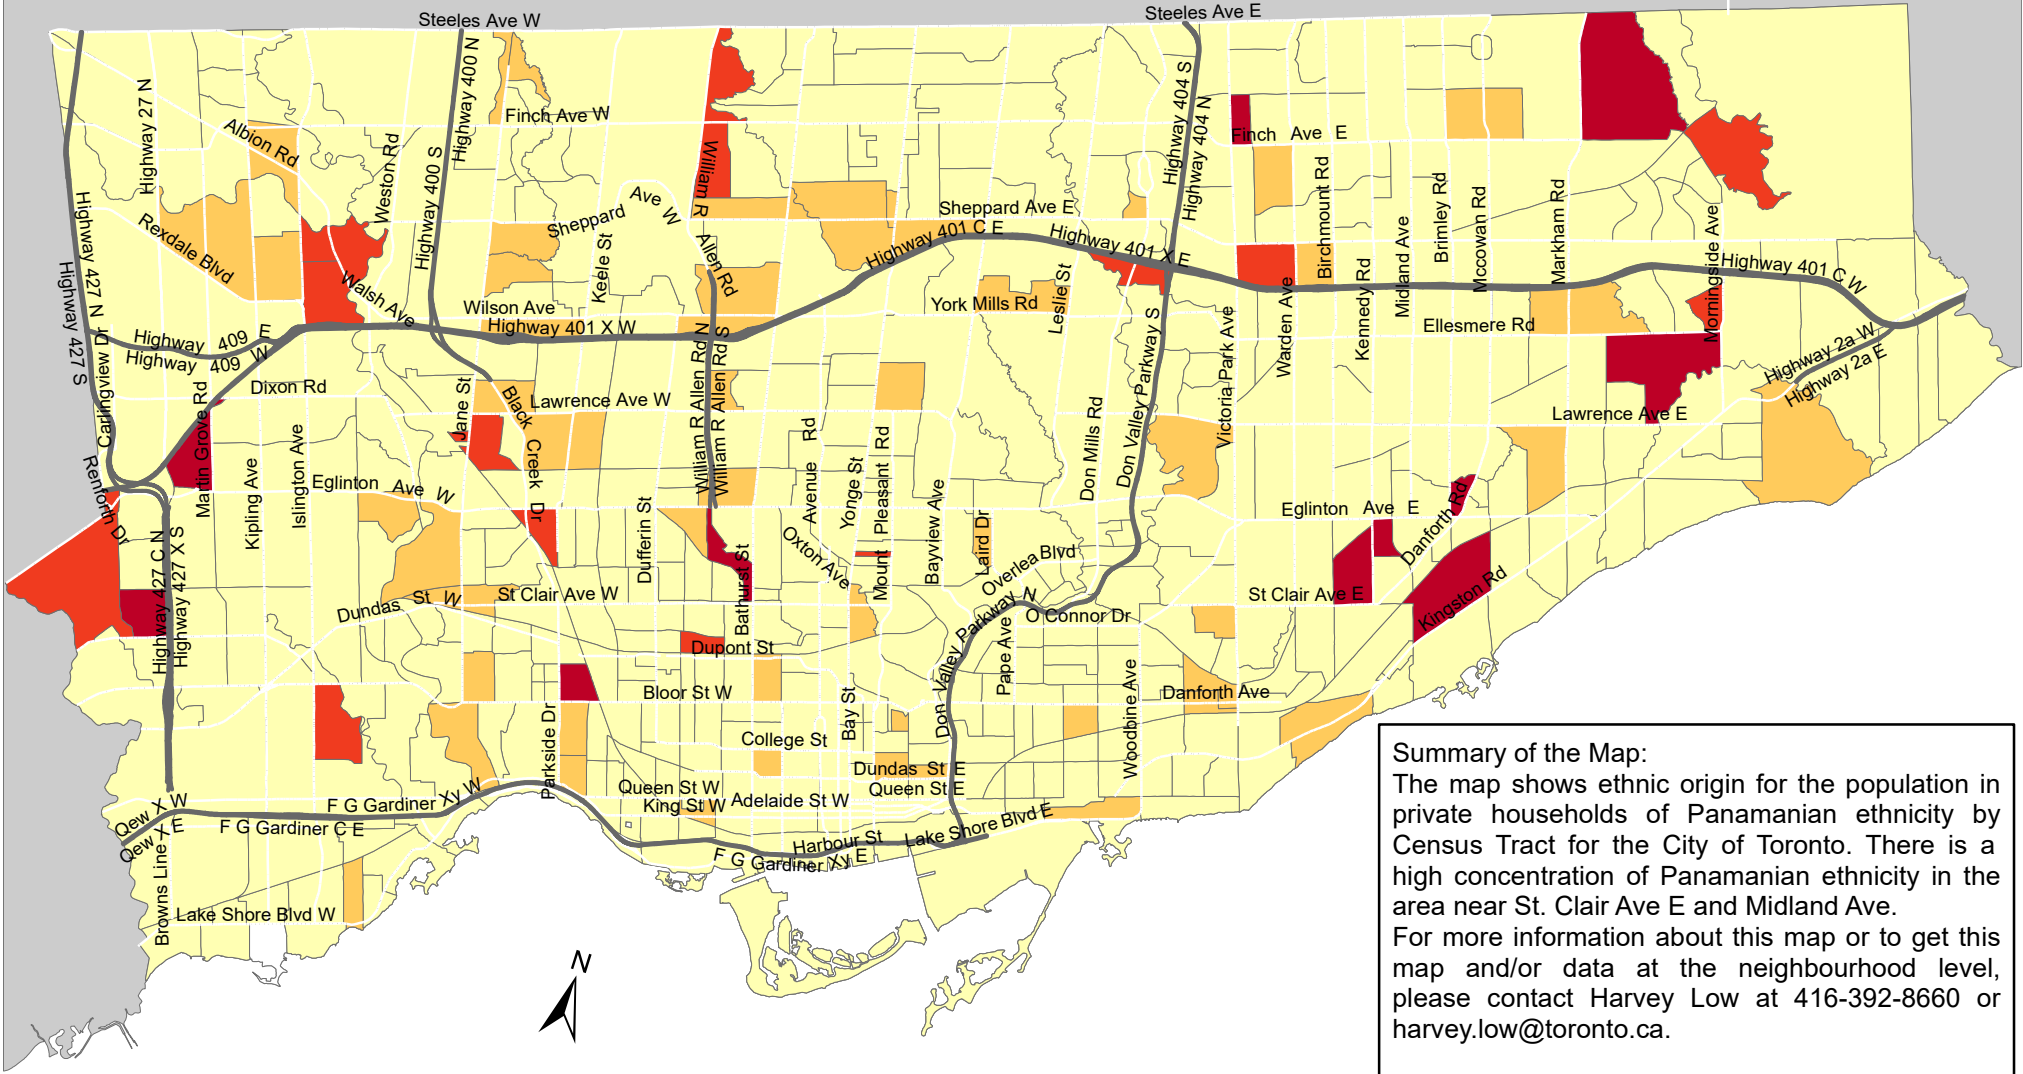 Steeles Ave W
Steeles Ave E
Highway 27 N
Albion Rd
Weston Rd
Highway 400 N
Highway 400 S
Finch Ave W
William R
Highway 404 S
Highway 404 N
Finch Ave E
Highway 427 N
Highway 427 S
Rexdale Blvd
Walsh Ave
Sheppard Ave W
Keele St
Allen Rd
Sheppard Ave E
Highway 401 C E
Highway 401 X E
Birchmount Rd
Midland Ave
Brimley Rd
Mccowan Rd
Markham Rd
Morningside Ave
Highway 401 C W
Wilson Ave
Highway 401 X W
York Mills Rd
Leslie St
Warden Ave
Kennedy Rd
Ellesmere Rd
Highway 2a W
Highway 2a E
Highway 409 E
Highway 409 W
Highway 427 S
Carlingview Dr
Dixon Rd
Martin Grove Rd
Jane St
Black Creek Dr
Lawrence Ave W
William R Allen Rd N
William R Allen Rd S
Don Mills Rd
Don Valley Parkway S
Victoria Park Ave
Lawrence Ave E
Renforth Dr
Kipling Ave
Islington Ave
Eglinton Ave W
Dufferin St
Avenue Rd
Yonge St
Mount Pleasant Rd
Bayview Ave
Laird Dr
Overlea Blvd
Eglinton Ave E
Danforth Rd
Oxton Ave
Bathurst St
Highway 427 C N
Highway 427 X S
Dundas St W
St Clair Ave W
Don Valley Parkway N
O Connor Dr
St Clair Ave E
Kingston Rd
Dupont St
Bloor St W
Parkside Dr
Bay St
Pape Ave
Woodbine Ave
Danforth Ave
College St
Dundas St E
Queen St W
Queen St E
King St W
Adelaide St W
Qew X W
Qew X E
F G Gardiner Xy W
F G Gardiner C E
Harbour St
Lake Shore Blvd E
F G Gardiner Xy E
Browns Line
Lake Shore Blvd W
N
Summary of the Map:
The map shows ethnic origin for the population in
private households of Panamanian ethnicity by
Census Tract for the City of Toronto. There is a
high concentration of Panamanian ethnicity in the
area near St. Clair Ave E and Midland Ave.
For more information about this map or to get this
map and/or data at the neighbourhood level,
please contact Harvey Low at 416-392-8660 or
harvey.low@toronto.ca.